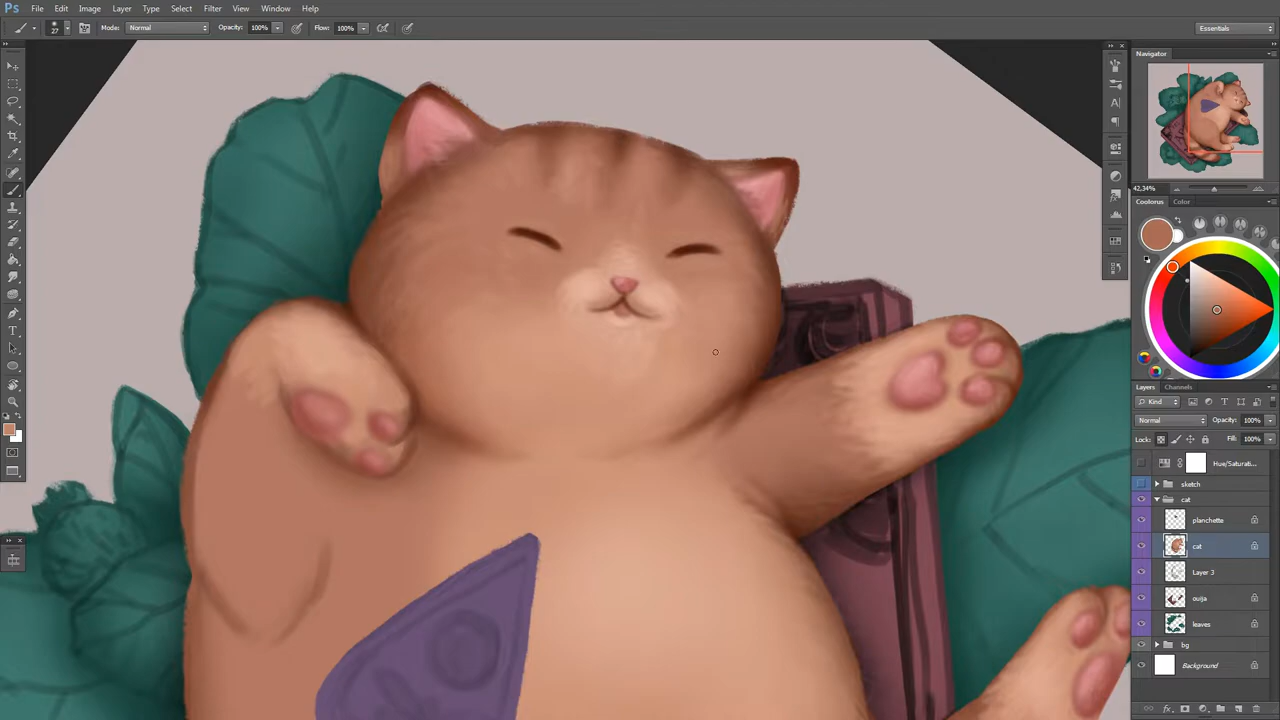 Ps File Edit Image Layer Type Select Filter View Window Help
27 Mode: Normal Opacity: 100% Flow: 100% Essentials
Navigator
42,34%
Coolorus Color
Layers Channels
Kind
Normal Opacity: 100%
Lock: Fill: 100%
Hue/Saturati...
sketch
cat
planchette
cat
Layer 3
ouija
leaves
bg
Background